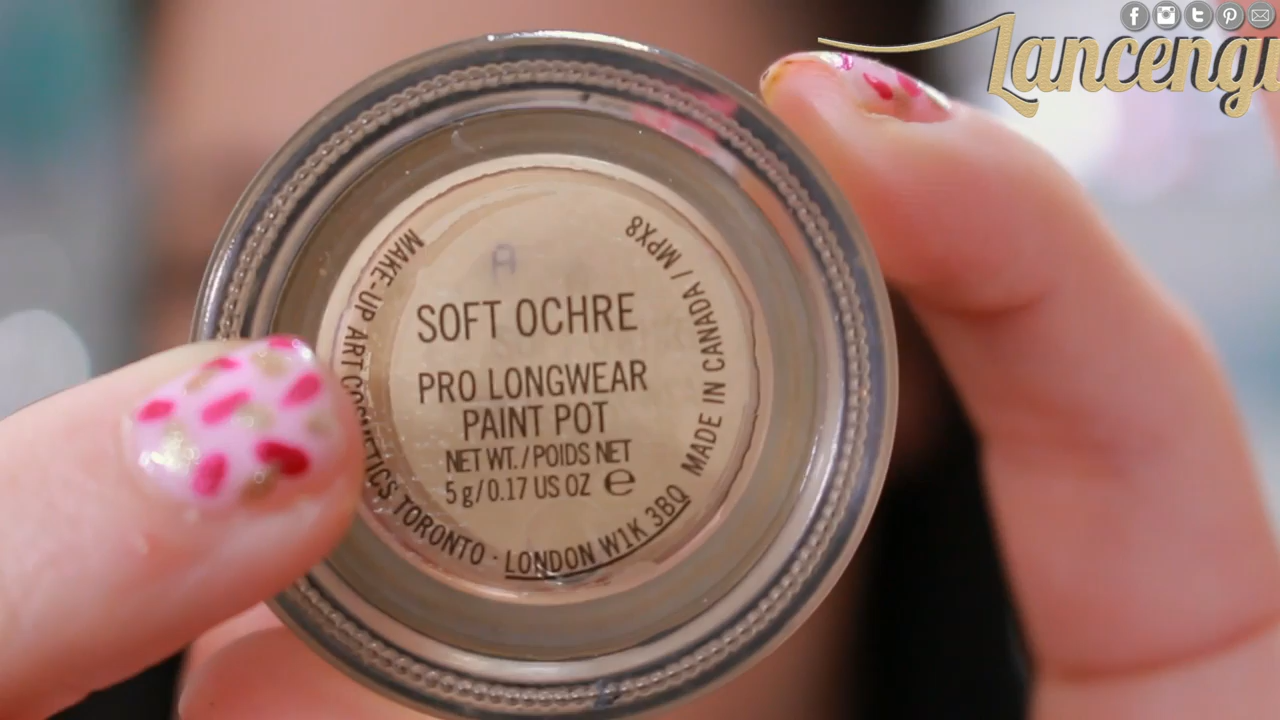 Lancengi
A
SOFT OCHRE
PRO LONGWEAR
PAINT POT
NET WT. / POIDS NET
5 g / 0.17 US OZ e
MAKE-UP ART COSMETICS TORONTO · LONDON W1K 3BQ MADE IN CANADA / MPX8